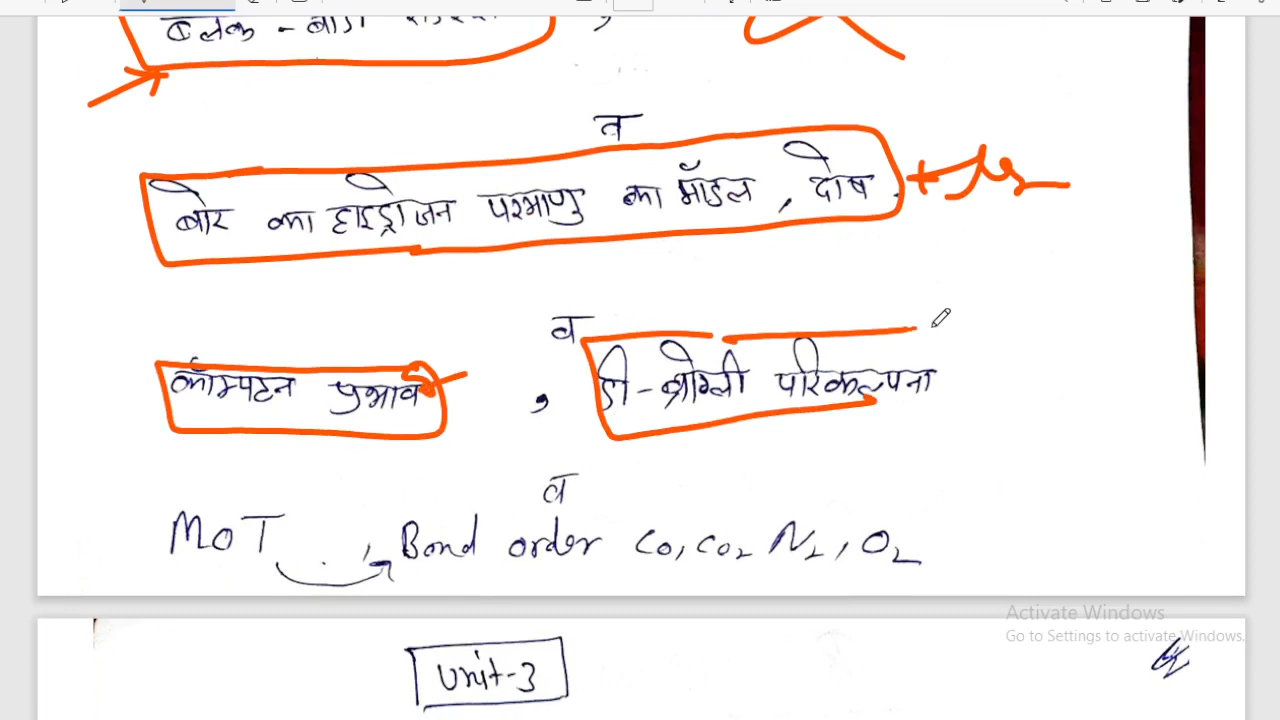 ब्लैक - बॉडी
व
बोर का हाइड्रोजन परमाणु का मॉडल , दोष .
व
कॉम्पटन प्रभाव , डी-ब्रोग्ली परिकल्पना
व
MOT , Bond order CO, CO2 N2, O2
Activate Windows
Go to Settings to activate Windows.
Unit-3